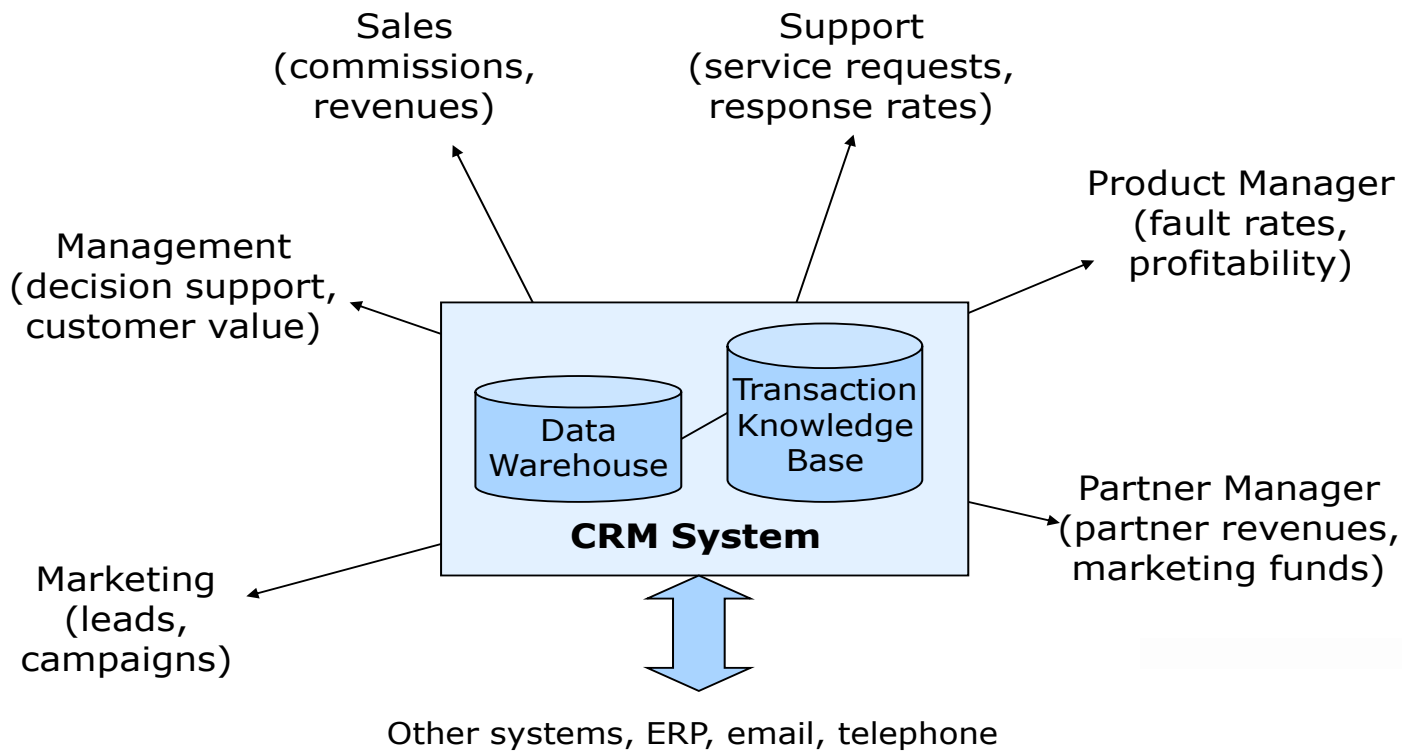 Sales
(commissions,
revenues)
Support
(service requests,
response rates)
Product Manager
(fault rates,
profitability)
Management
(decision support,
customer value)
Data
Warehouse
Transaction
Knowledge
Base
CRM System
Partner Manager
(partner revenues,
marketing funds)
Marketing
(leads,
campaigns)
Other systems, ERP, email, telephone